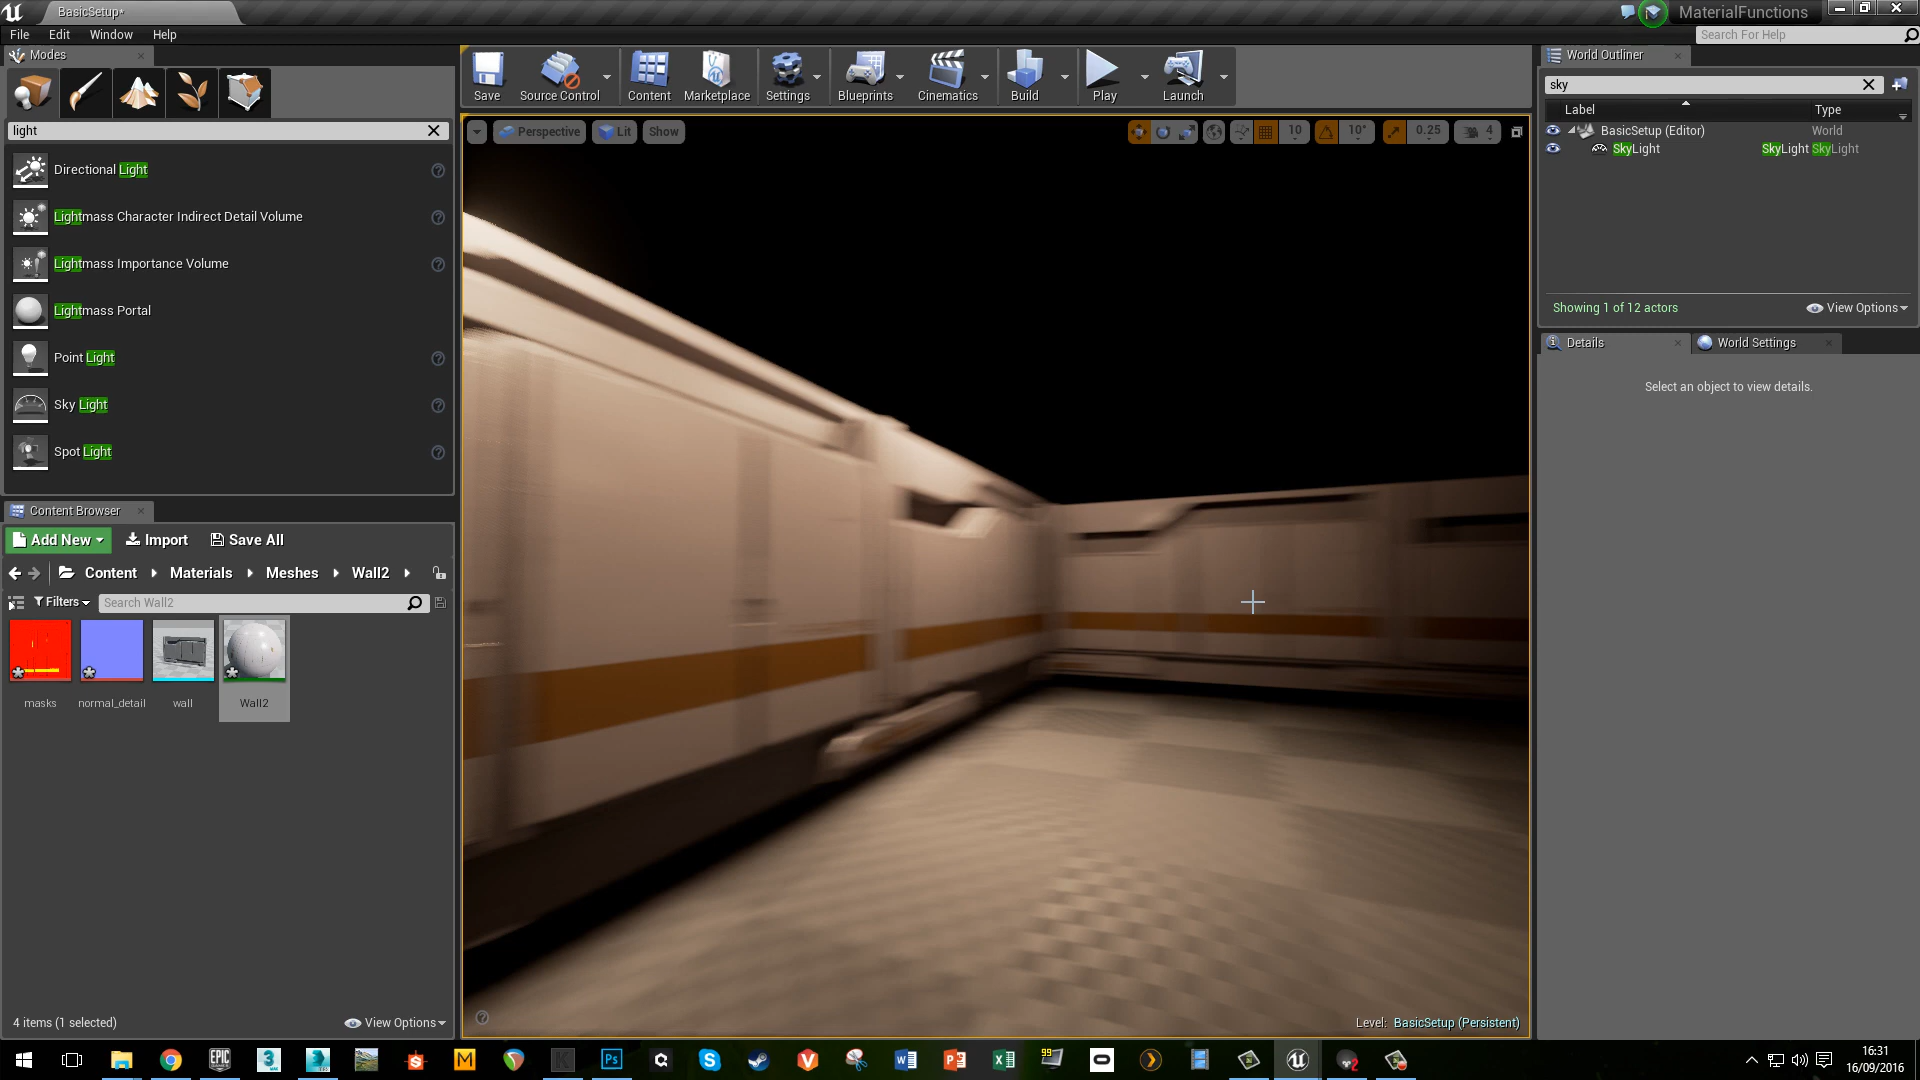 BasicSetup*
MaterialFunctions
File Edit Window Help
Search For Help
Modes
light
Directional Light
Lightmass Character Indirect Detail Volume
Lightmass Importance Volume
Lightmass Portal
Point Light
Sky Light
Spot Light
Content Browser
Add New Import Save All
Content Materials Meshes Wall2
Filters Search Wall2
masks normal_detail wall Wall2
4 items (1 selected) View Options
Save Source Control Content Marketplace Settings Blueprints Cinematics Build Play Launch
Perspective Lit Show 10 10° 0.25 4
Level: BasicSetup (Persistent)
World Outliner
sky
Label Type
BasicSetup (Editor) World
SkyLight SkyLight SkyLight
Showing 1 of 12 actors View Options
Details World Settings
Select an object to view details.
16:31
16/09/2016